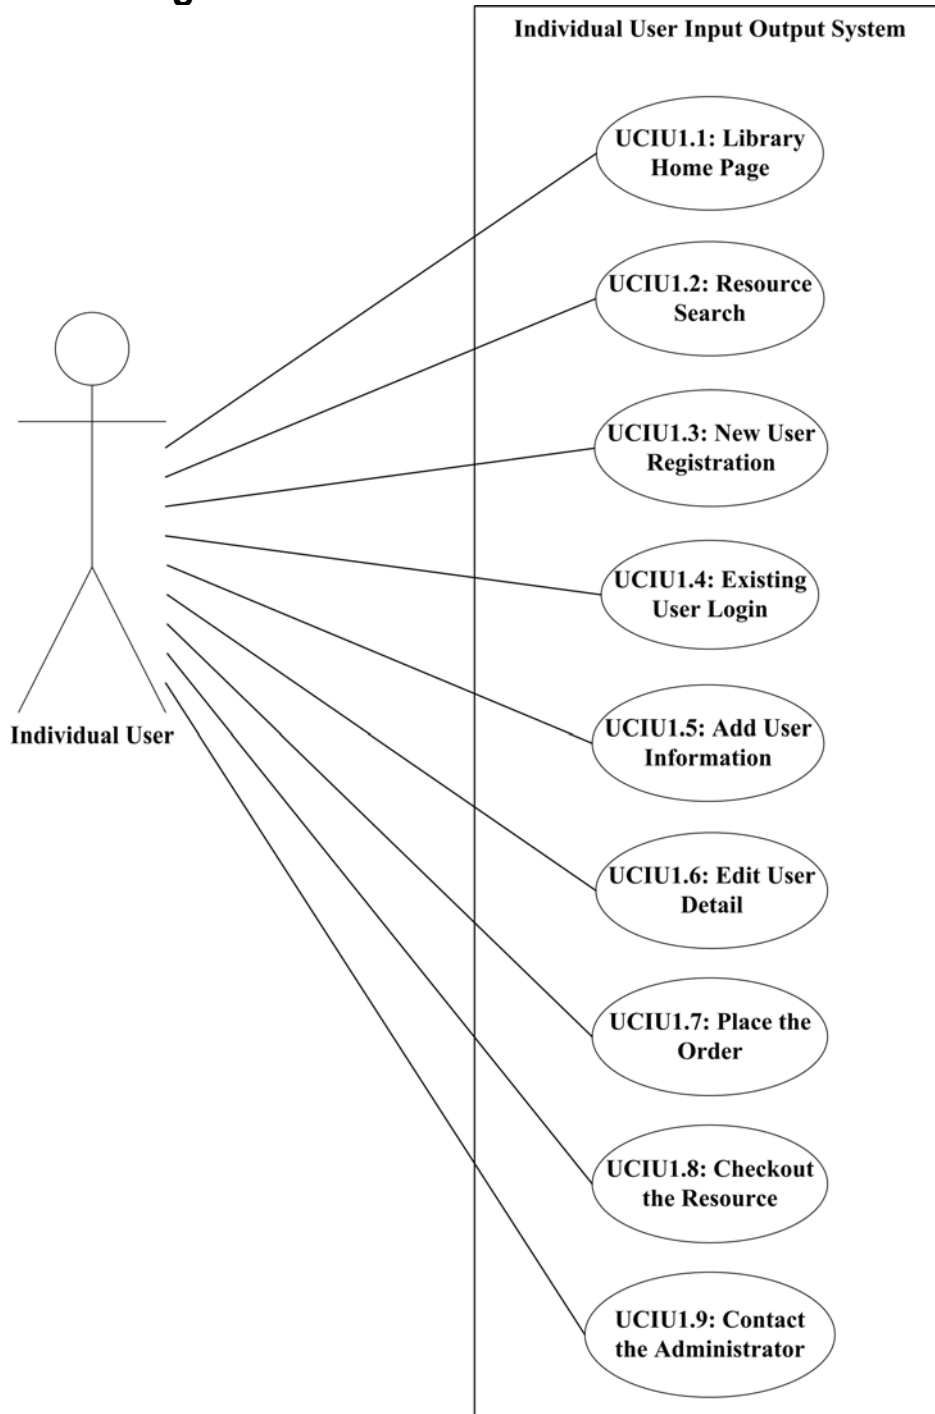 Individual User Input Output System
UCIU1.1: Library
Home Page
UCIU1.2: Resource
Search
UCIU1.3: New User
Registration
UCIU1.4: Existing
User Login
Individual User
UCIU1.5: Add User
Information
UCIU1.6: Edit User
Detail
UCIU1.7: Place the
Order
UCIU1.8: Checkout
the Resource
UCIU1.9: Contact
the Administrator